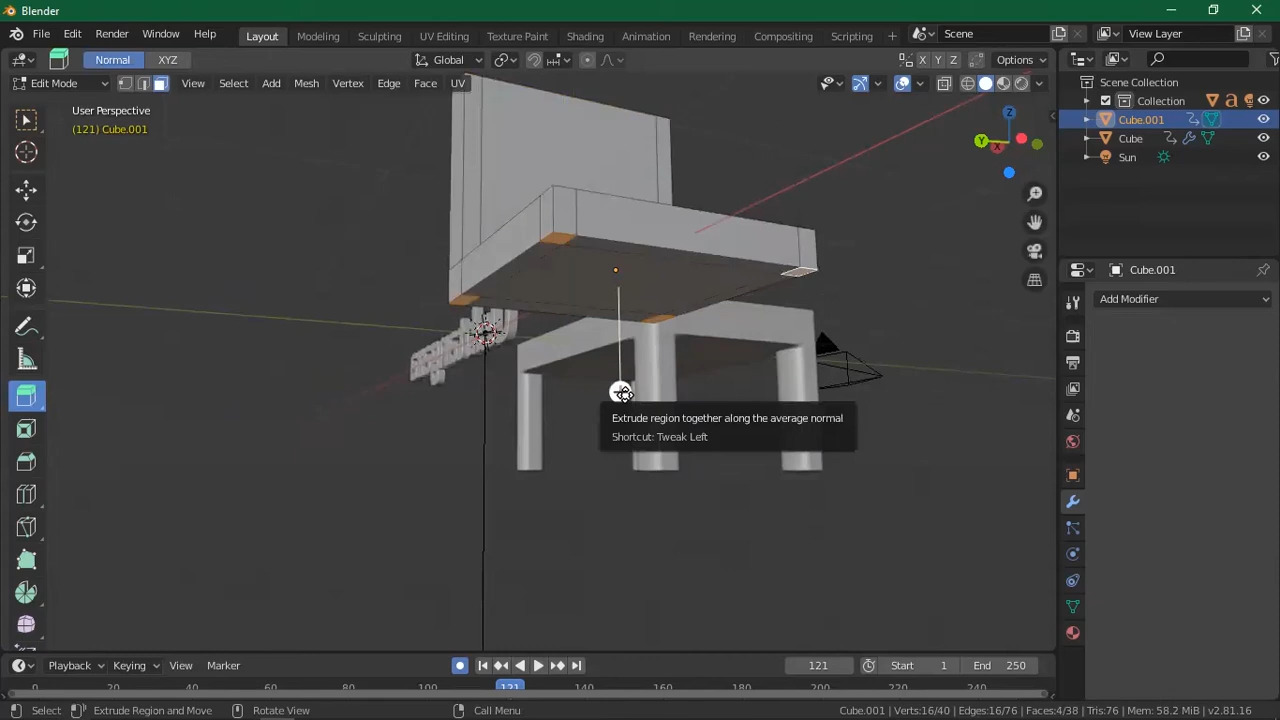 Blender
File Edit Render Window Help Layout Modeling Sculpting UV Editing Texture Paint Shading Animation Rendering Compositing Scripting + Scene View Layer
Normal XYZ Global X Y Z Options
Edit Mode View Select Add Mesh Vertex Edge Face UV
User Perspective
(121) Cube.001
Z
Y
X
Scene Collection
Collection
Cube.001
Cube
Sun
Cube.001
Add Modifier
Extrude region together along the average normal
Shortcut: Tweak Left
Playback Keying View Marker 121 Start 1 End 250
0 20 40 60 80 100 121 140 160 180 200 220 240
Select Extrude Region and Move Rotate View Call Menu Cube.001 | Verts:16/40 | Edges:16/76 | Faces:4/38 | Tris:76 | Mem: 58.2 MiB | v2.81.16